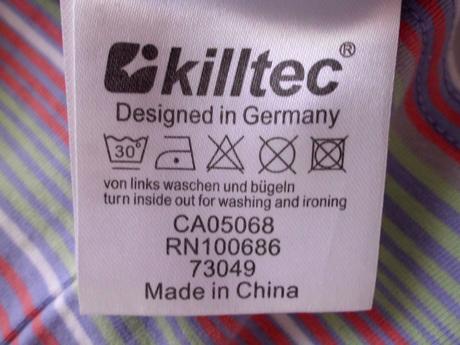 killtec®
Designed in Germany
30°
von links waschen und bügeln
turn inside out for washing and ironing
CA05068
RN100686
73049
Made in China